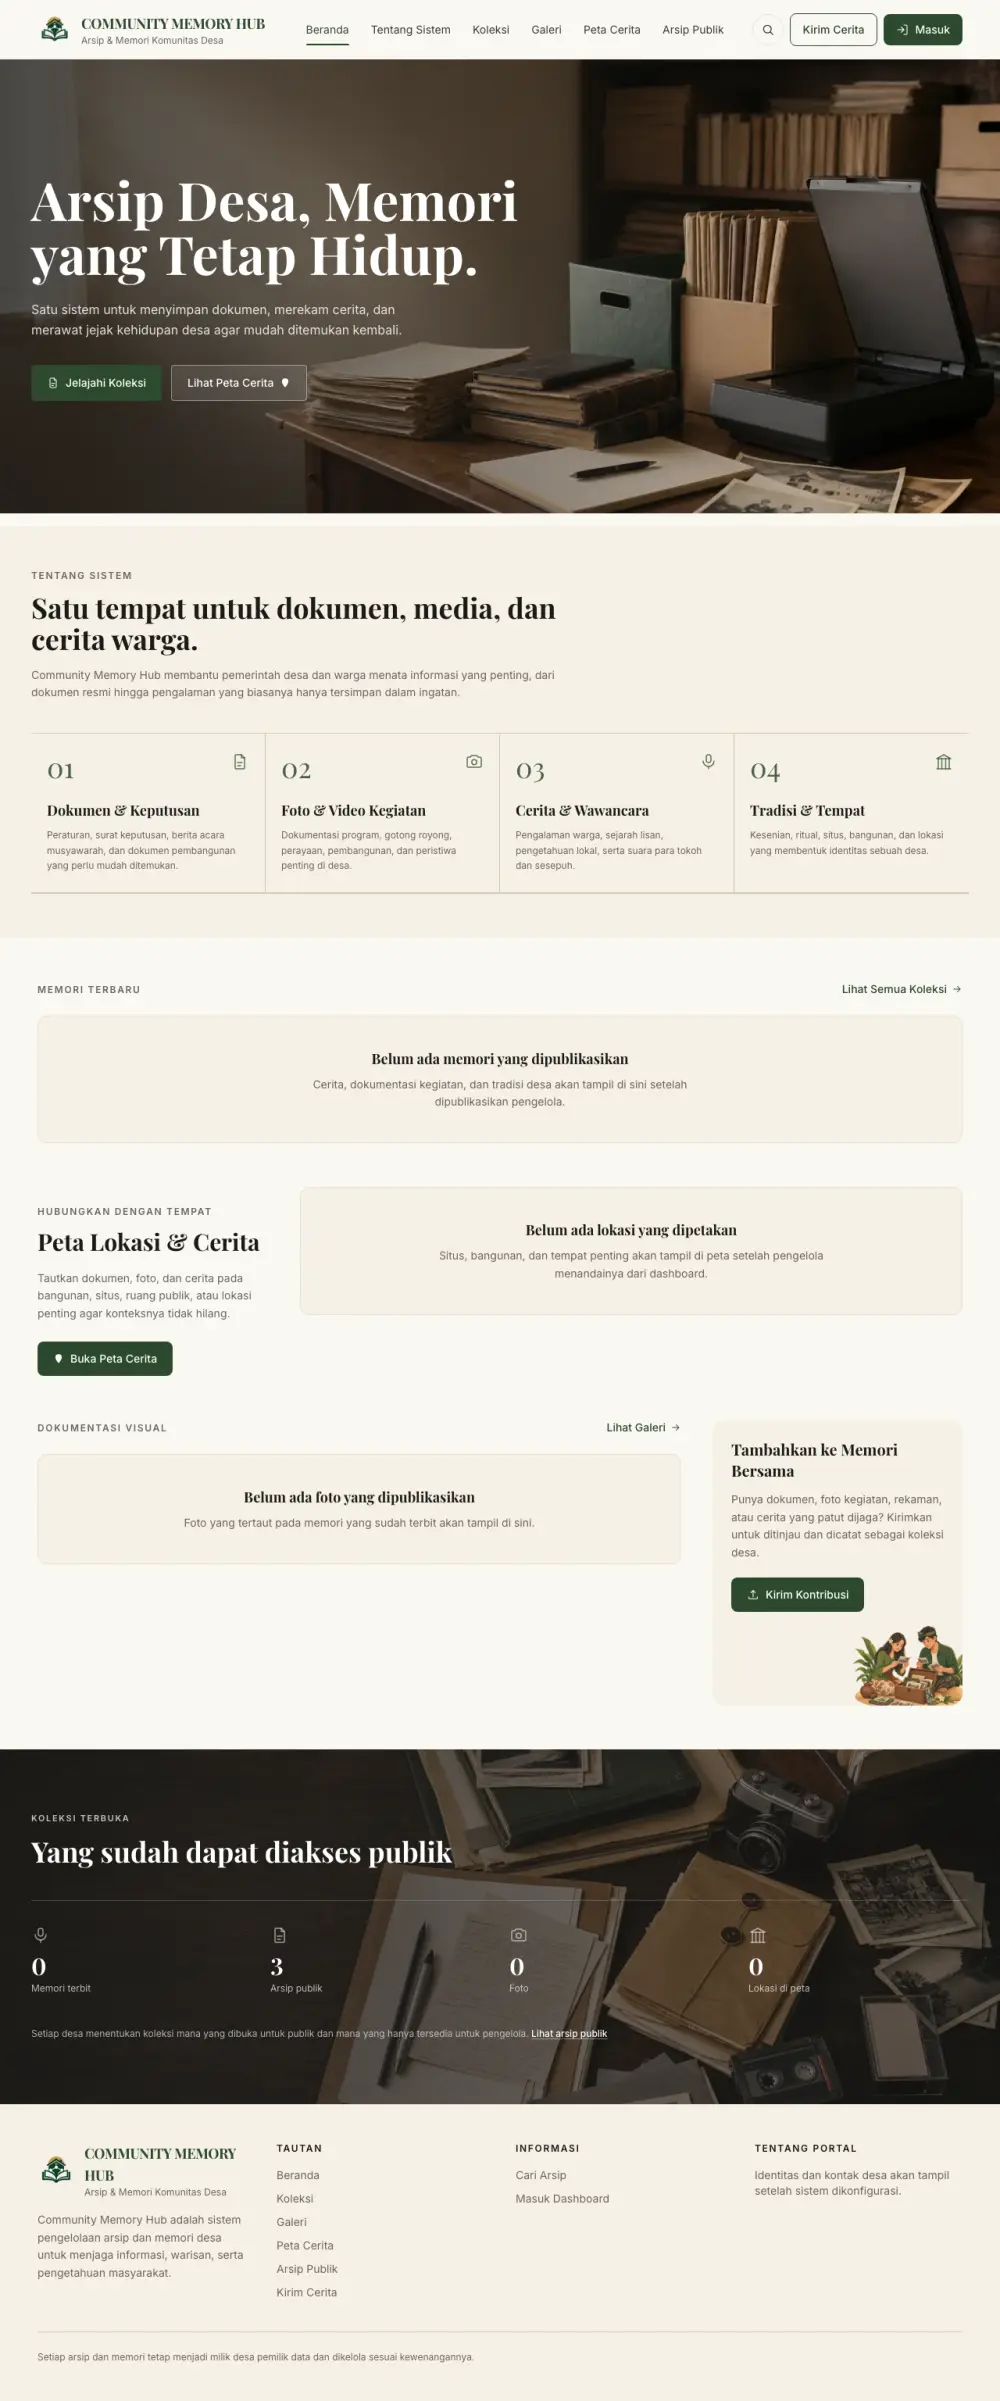 COMMUNITY MEMORY HUB
Arsip & Memori Komunitas Desa
Beranda
Tentang Sistem
Koleksi
Galeri
Peta Cerita
Arsip Publik
Kirim Cerita
Masuk
Arsip Desa, Memori
yang Tetap Hidup.
Satu sistem untuk menyimpan dokumen, merekam cerita, dan
merawat jejak kehidupan desa agar mudah ditemukan kembali.
Jelajahi Koleksi
Lihat Peta Cerita
TENTANG SISTEM
Satu tempat untuk dokumen, media, dan
cerita warga.
Community Memory Hub membantu pemerintah desa dan warga menata informasi yang penting, dari
dokumen resmi hingga pengalaman yang biasanya hanya tersimpan dalam ingatan.
01
Dokumen & Keputusan
Peraturan, surat keputusan, berita acara
musyawarah, dan dokumen pembangunan
yang perlu mudah ditemukan.
02
Foto & Video Kegiatan
Dokumentasi program, gotong royong,
perayaan, pembangunan, dan peristiwa
penting di desa.
03
Cerita & Wawancara
Pengalaman warga, sejarah lisan,
pengetahuan lokal, serta suara para tokoh
dan sesepuh.
04
Tradisi & Tempat
Kesenian, ritual, situs, bangunan, dan lokasi
yang membentuk identitas sebuah desa.
MEMORI TERBARU
Lihat Semua Koleksi →
Belum ada memori yang dipublikasikan
Cerita, dokumentasi kegiatan, dan tradisi desa akan tampil di sini setelah
dipublikasikan pengelola.
HUBUNGKAN DENGAN TEMPAT
Peta Lokasi & Cerita
Tautkan dokumen, foto, dan cerita pada
bangunan, situs, ruang publik, atau lokasi
penting agar konteksnya tidak hilang.
Buka Peta Cerita
Belum ada lokasi yang dipetakan
Situs, bangunan, dan tempat penting akan tampil di peta setelah pengelola
menandainya dari dashboard.
DOKUMENTASI VISUAL
Lihat Galeri →
Belum ada foto yang dipublikasikan
Foto yang tertaut pada memori yang sudah terbit akan tampil di sini.
Tambahkan ke Memori
Bersama
Punya dokumen, foto kegiatan, rekaman,
atau cerita yang patut dijaga? Kirimkan
untuk ditinjau dan dicatat sebagai koleksi
desa.
Kirim Kontribusi
KOLEKSI TERBUKA
Yang sudah dapat diakses publik
0
Memori terbit
3
Arsip publik
0
Foto
0
Lokasi di peta
Setiap desa menentukan koleksi mana yang dibuka untuk publik dan mana yang hanya tersedia untuk pengelola. Lihat arsip publik
COMMUNITY MEMORY
HUB
Arsip & Memori Komunitas Desa
Community Memory Hub adalah sistem
pengelolaan arsip dan memori desa
untuk menjaga informasi, warisan, serta
pengetahuan masyarakat.
TAUTAN
Beranda
Koleksi
Galeri
Peta Cerita
Arsip Publik
Kirim Cerita
INFORMASI
Cari Arsip
Masuk Dashboard
TENTANG PORTAL
Identitas dan kontak desa akan tampil
setelah sistem dikonfigurasi.
Setiap arsip dan memori tetap menjadi milik desa pemilik data dan dikelola sesuai kewenangannya.